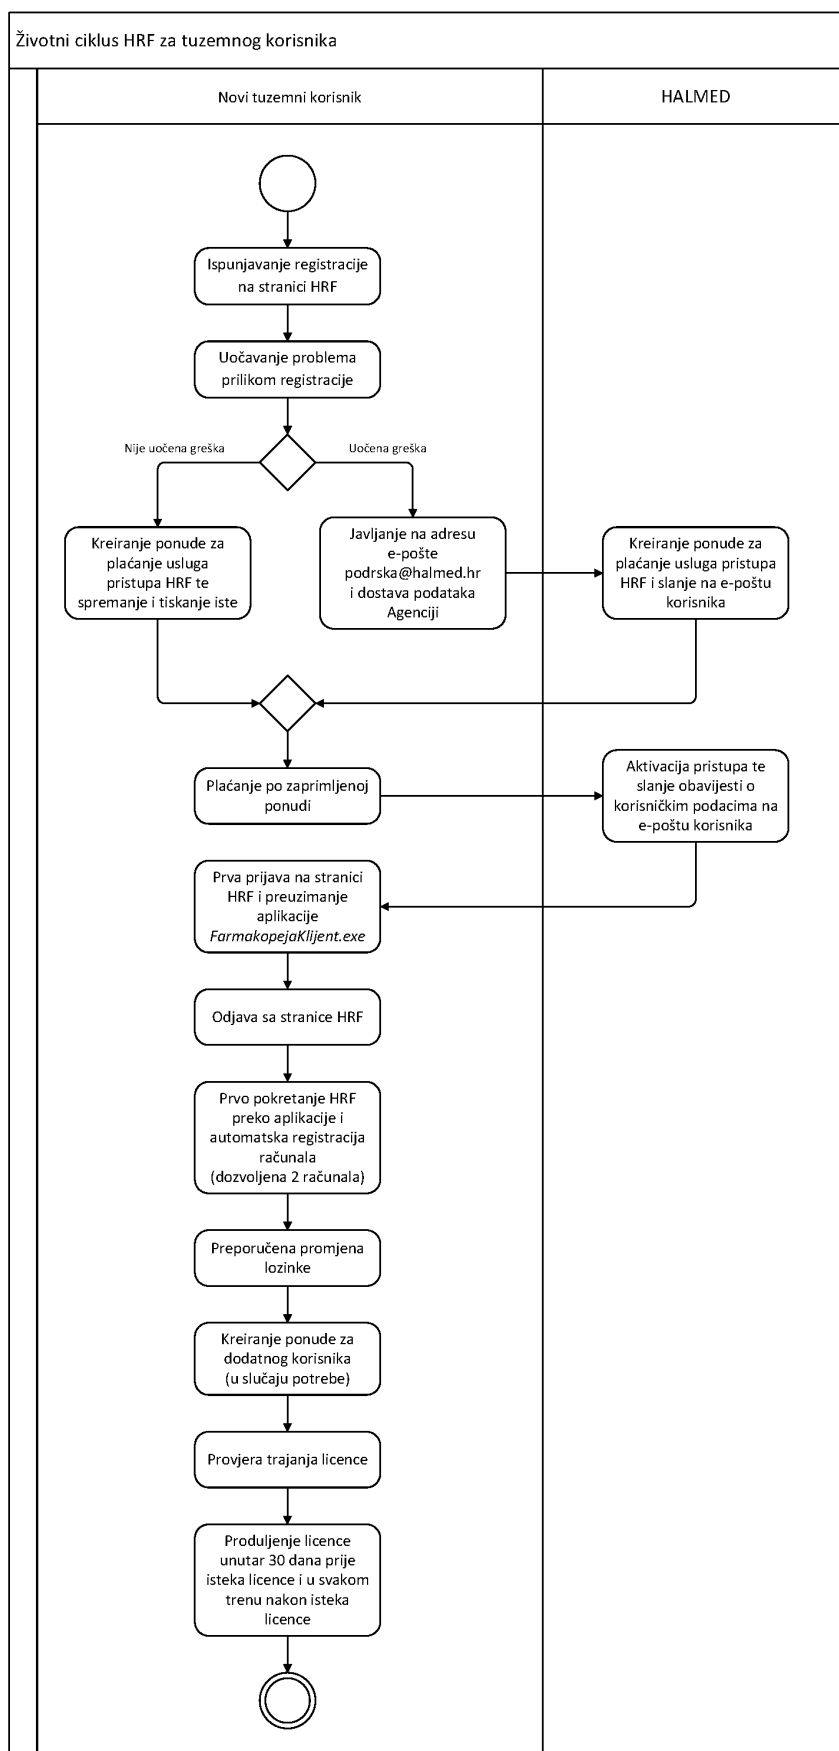 Životni ciklus HRF za tuzemnog korisnika
Novi tuzemni korisnik
HALMED
Ispunjavanje registracije
na stranici HRF
Uočavanje problema
prilikom registracije
Nije uočena greška
Uočena greška
Kreiranje ponude za
plaćanje usluga
pristupa HRF te
spremanje i tiskanje iste
Javljanje na adresu
e-pošte
podrska@halmed.hr
i dostava podataka
Agenciji
Kreiranje ponude za
plaćanje usluga pristupa
HRF i slanje na e-poštu
korisnika
Plaćanje po zaprimljenoj
ponudi
Aktivacija pristupa te
slanje obavijesti o
korisničkim podacima na
e-poštu korisnika
Prva prijava na stranici
HRF i preuzimanje
aplikacije
FarmakopejaKlijent.exe
Odjava sa stranice HRF
Prvo pokretanje HRF
preko aplikacije i
automatska registracija
računala
(dozvoljena 2 računala)
Preporučena promjena
lozinke
Kreiranje ponude za
dodatnog korisnika
(u slučaju potrebe)
Provjera trajanja licence
Produljenje licence
unutar 30 dana prije
isteka licence i u svakom
trenu nakon isteka
licence